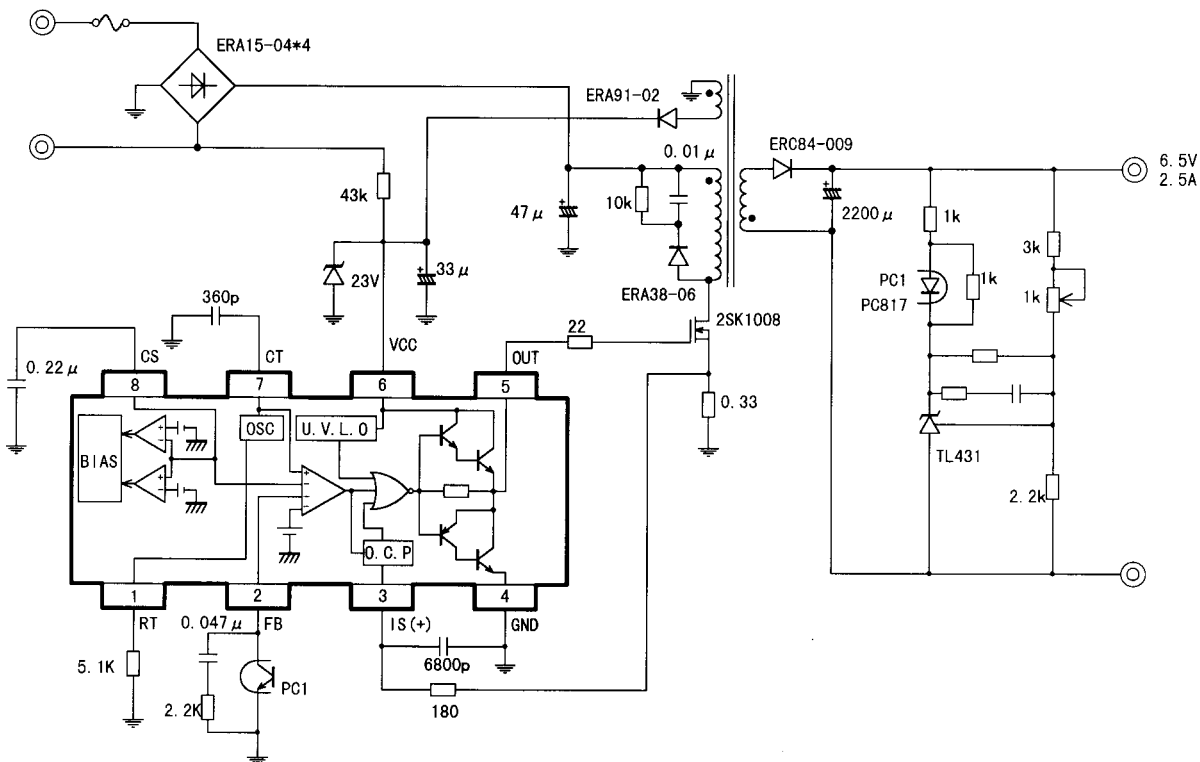 ERA15-04*4
ERA91-02
ERC84-009
6.5V
2.5A
0.01μ
43k
47μ
10k
2200μ
1k
3k
23V
33μ
ERA38-06
PC1
PC817
1k
1k
360p
22
2SK1008
CS
CT
VCC
OUT
0.22μ
8
7
6
5
0.33
OSC
U.V.L.O
BIAS
TL431
2.2k
O.C.P
1
2
3
4
RT
0.047μ
FB
IS(+)
GND
5.1K
6800p
2.2K
PC1
180